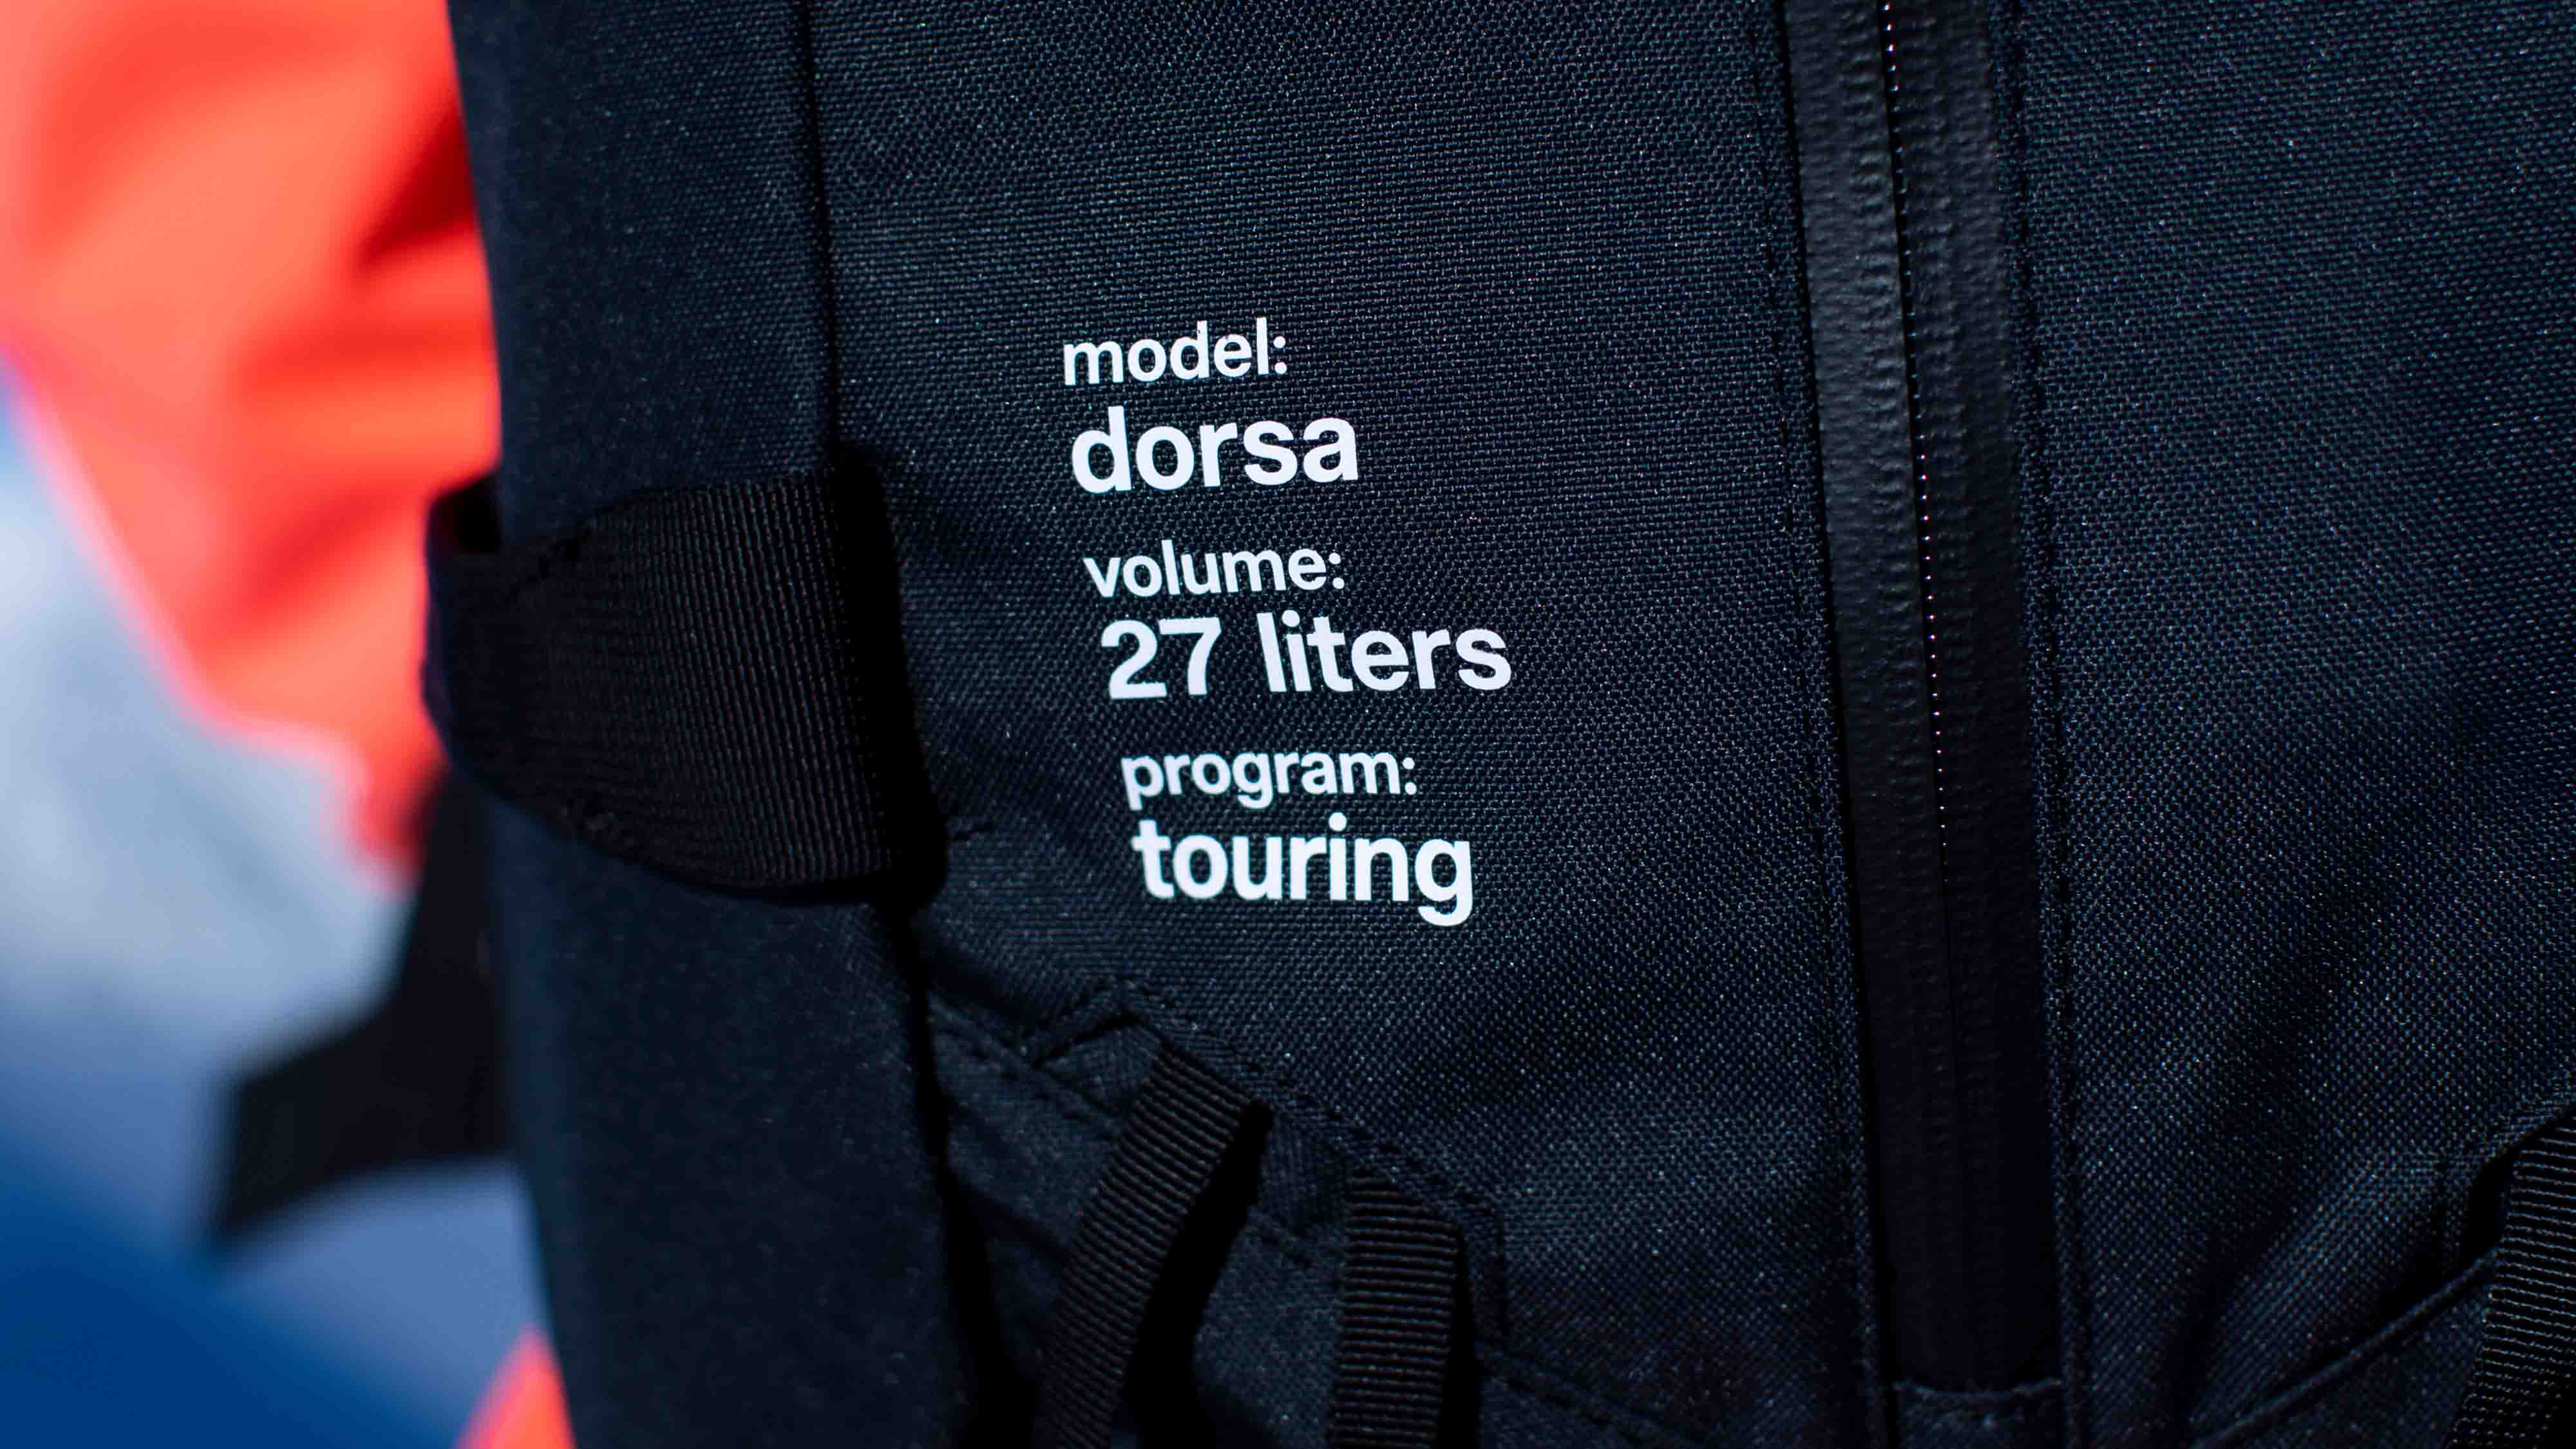 model:
dorsa
volume:
27 liters
program:
touring